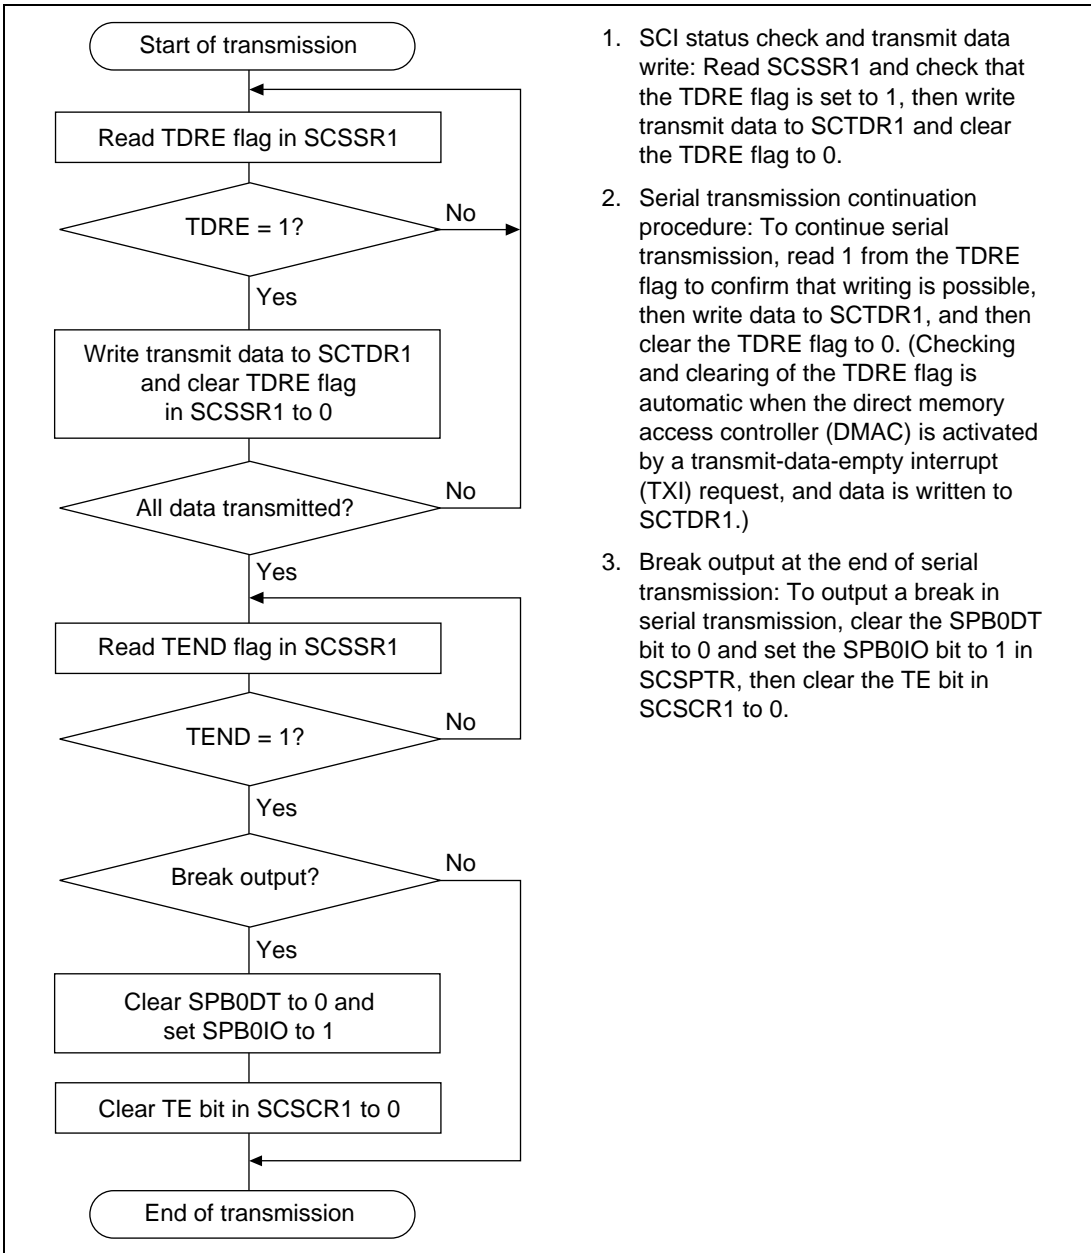 Start of transmission
Read TDRE flag in SCSSR1
TDRE = 1?
No
Yes
Write transmit data to SCTDR1
and clear TDRE flag
in SCSSR1 to 0
All data transmitted?
No
Yes
Read TEND flag in SCSSR1
TEND = 1?
No
Yes
Break output?
No
Yes
Clear SPB0DT to 0 and
set SPB0IO to 1
Clear TE bit in SCSCR1 to 0
End of transmission
1. SCI status check and transmit data
write: Read SCSSR1 and check that
the TDRE flag is set to 1, then write
transmit data to SCTDR1 and clear
the TDRE flag to 0.
2. Serial transmission continuation
procedure: To continue serial
transmission, read 1 from the TDRE
flag to confirm that writing is possible,
then write data to SCTDR1, and then
clear the TDRE flag to 0. (Checking
and clearing of the TDRE flag is
automatic when the direct memory
access controller (DMAC) is activated
by a transmit-data-empty interrupt
(TXI) request, and data is written to
SCTDR1.)
3. Break output at the end of serial
transmission: To output a break in
serial transmission, clear the SPB0DT
bit to 0 and set the SPB0IO bit to 1 in
SCSPTR, then clear the TE bit in
SCSCR1 to 0.